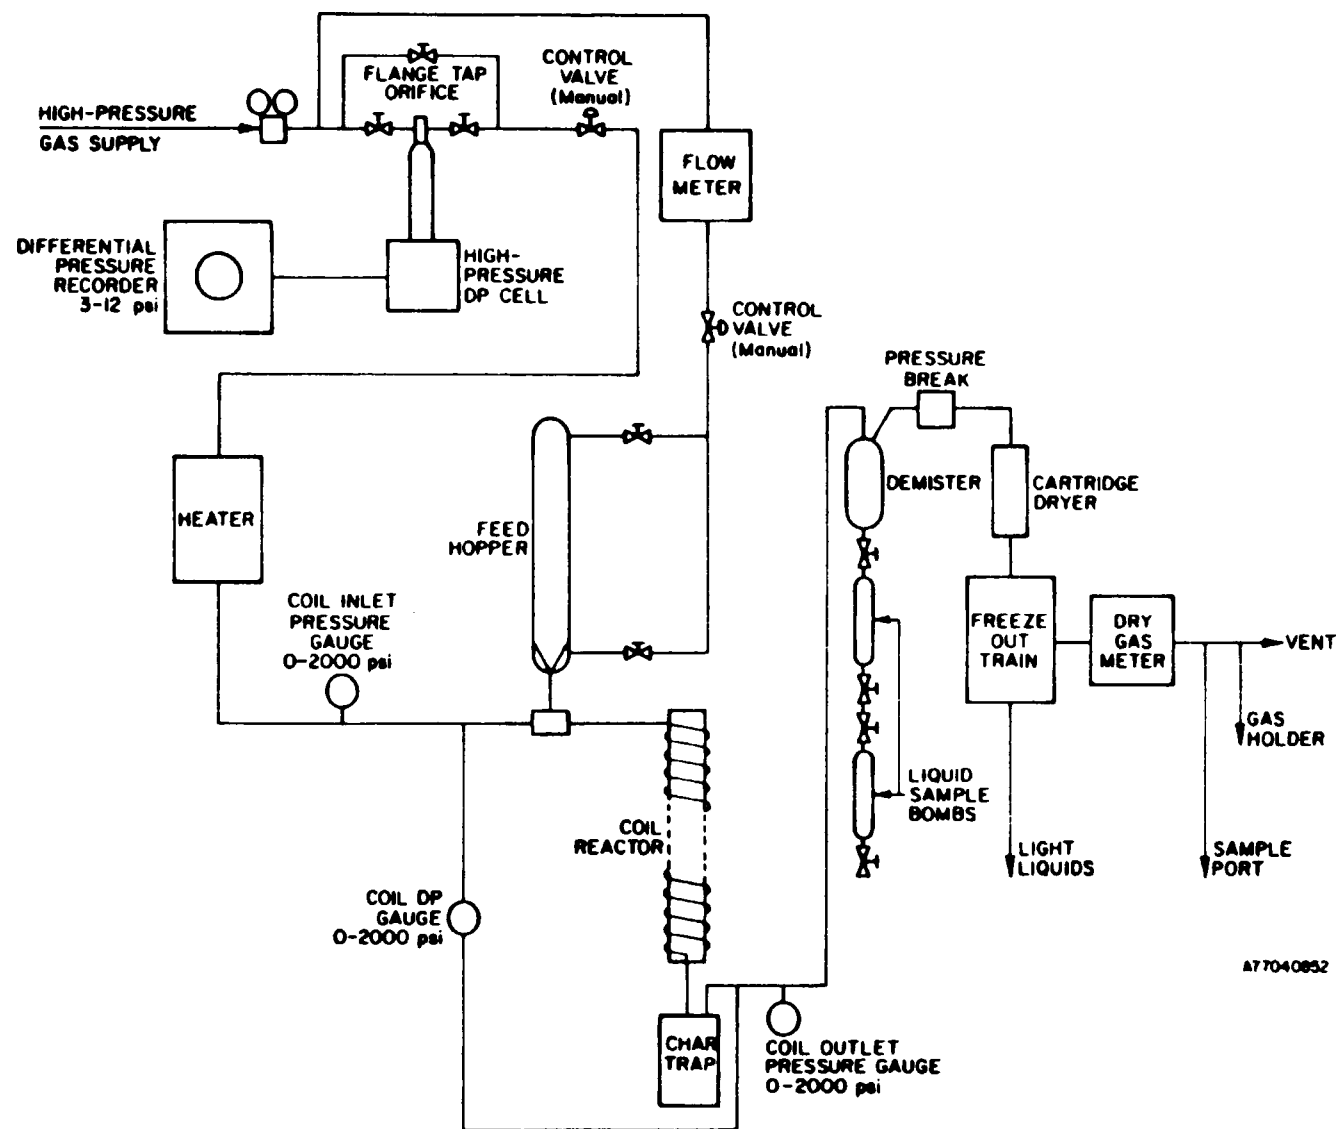 CONTROL
VALVE
(Manual)
FLANGE TAP
ORIFICE
HIGH-PRESSURE
GAS SUPPLY
FLOW
METER
DIFFERENTIAL
PRESSURE
RECORDER
3-12 psi
HIGH-
PRESSURE
DP CELL
CONTROL
VALVE
(Manual)
PRESSURE
BREAK
DEMISTER
CARTRIDGE
DRYER
HEATER
FEED
HOPPER
COIL INLET
PRESSURE
GAUGE
0-2000 psi
FREEZE
OUT
TRAIN
DRY
GAS
METER
VENT
GAS
HOLDER
LIQUID
SAMPLE
BOMBS
COIL
REACTOR
LIGHT
LIQUIDS
SAMPLE
PORT
COIL DP
GAUGE
0-2000 psi
A77040852
CHAR
TRAP
COIL OUTLET
PRESSURE GAUGE
0-2000 psi